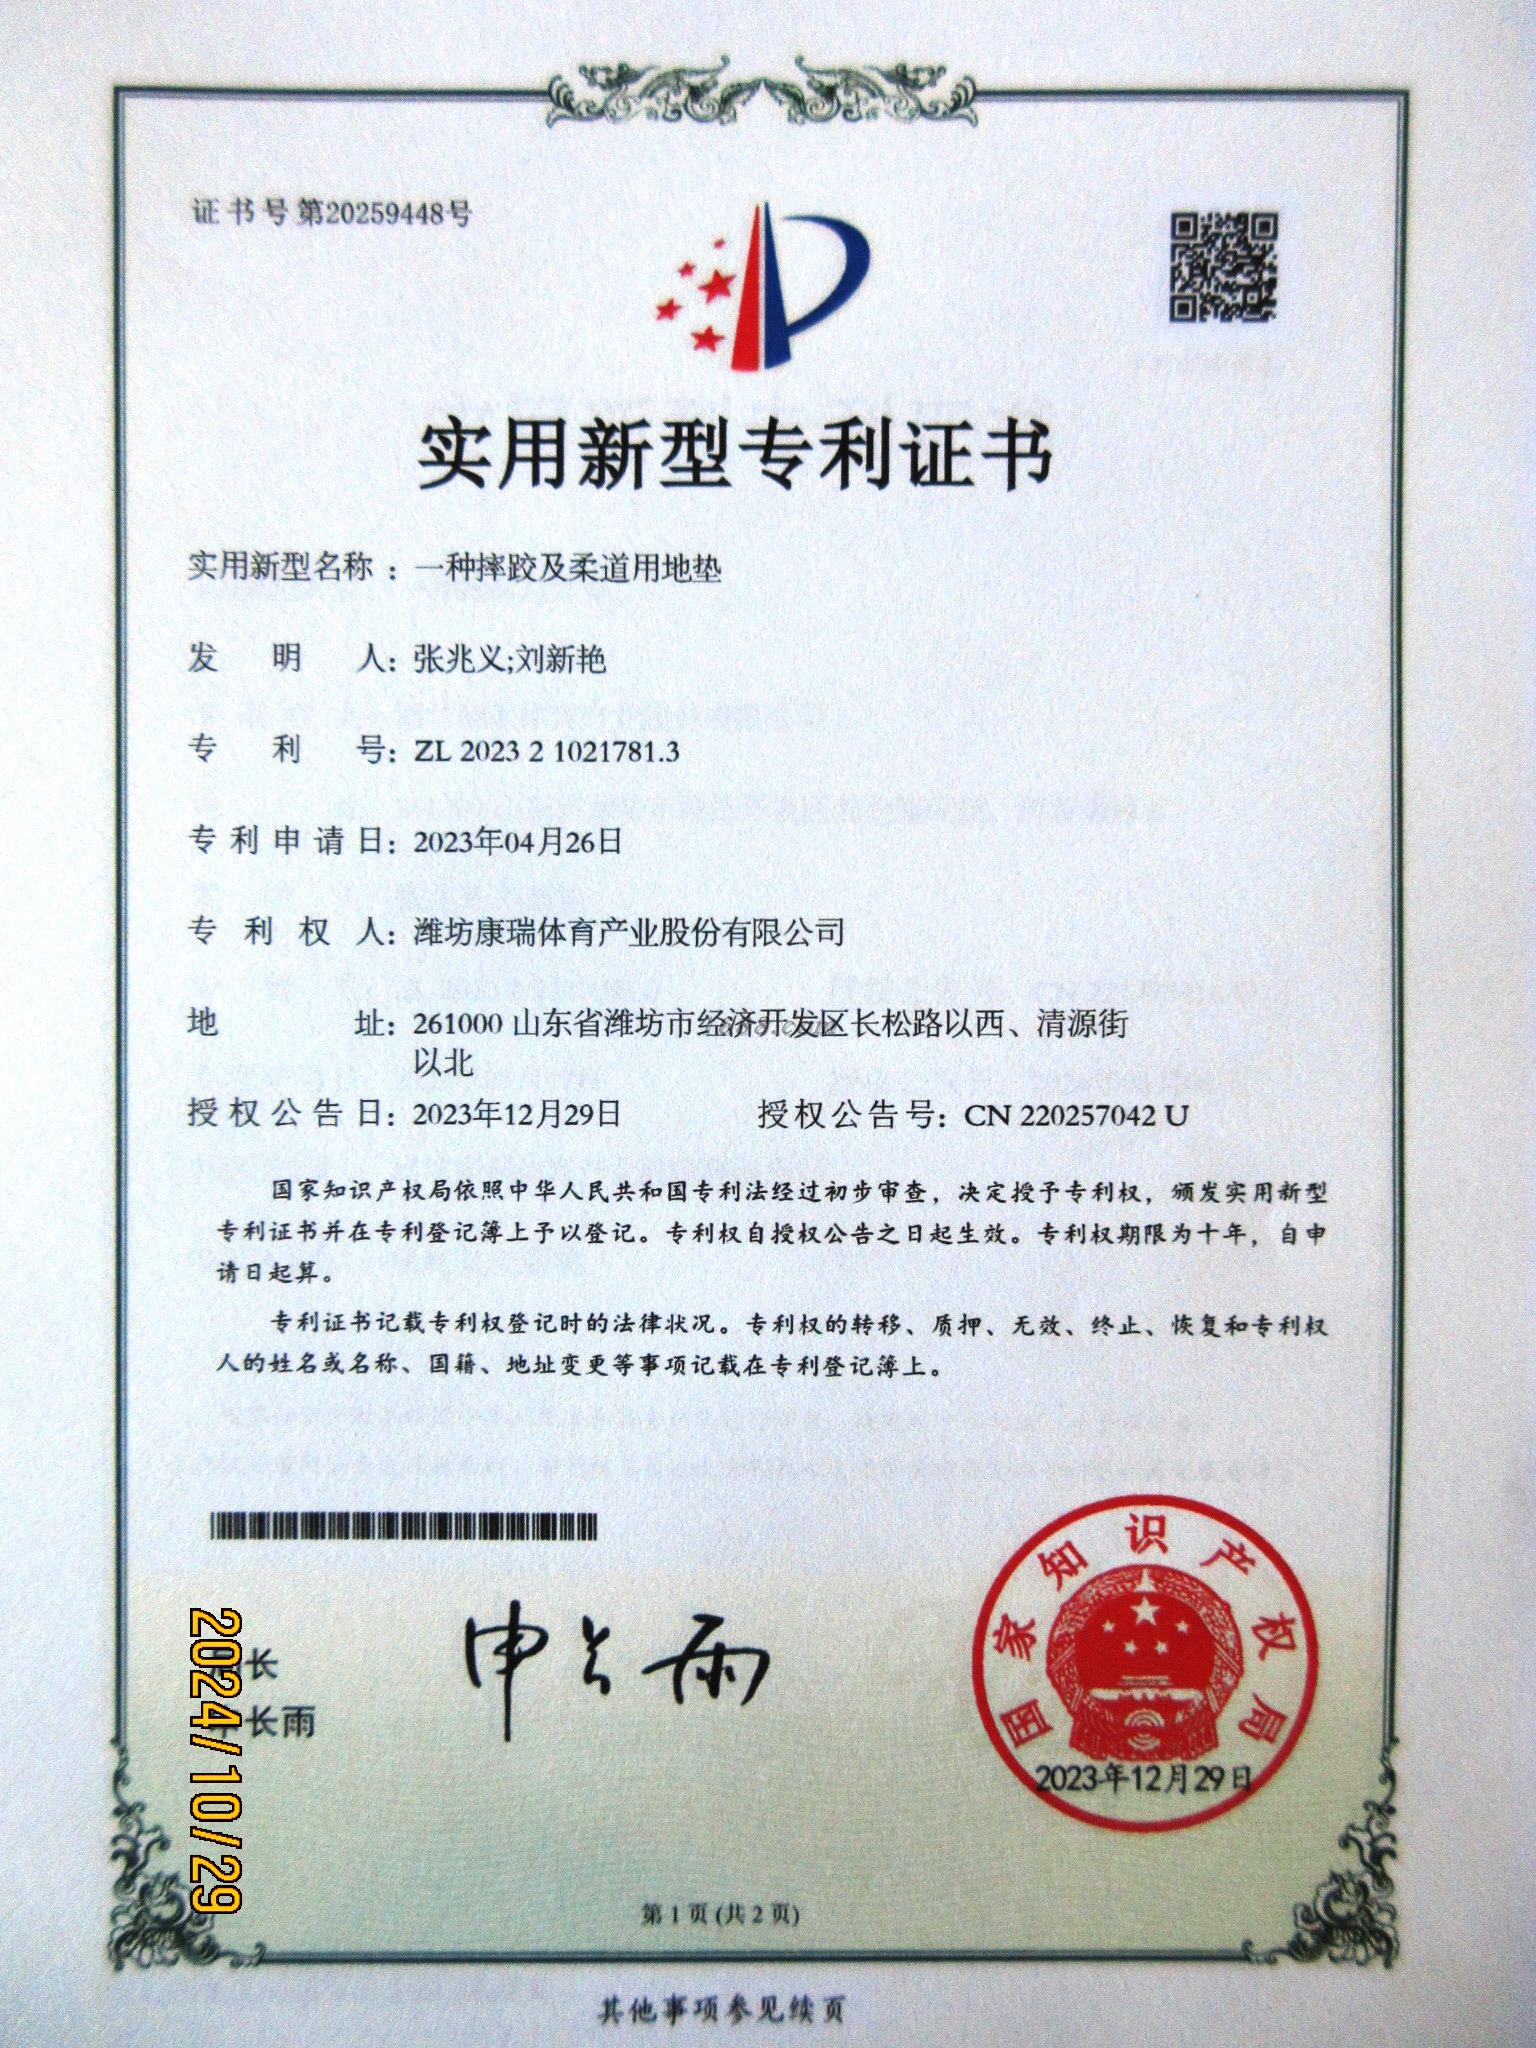 证书号第20259448号
实用新型专利证书
实用新型名称：一种摔跤及柔道用地垫
发明人：张兆义;刘新艳
专利号：ZL 2023 2 1021781.3
专利申请日：2023年04月26日
专利权人：潍坊康瑞体育产业股份有限公司
地址：261000 山东省潍坊市经济开发区长松路以西、清源街
以北
授权公告日：2023年12月29日 授权公告号：CN 220257042 U
国家知识产权局依照中华人民共和国专利法经过初步审查，决定授予专利权，颁发实用新型
专利证书并在专利登记簿上予以登记。专利权自授权公告之日起生效。专利权期限为十年，自申
请日起算。
专利证书记载专利权登记时的法律状况。专利权的转移、质押、无效、终止、恢复和专利权
人的姓名或名称、国籍、地址变更等事项记载在专利登记簿上。
局长
申长雨
申长雨
国家知识产权局
2023年12月29日
2024/10/29
第 1 页 (共 2 页)
其他事项参见续页